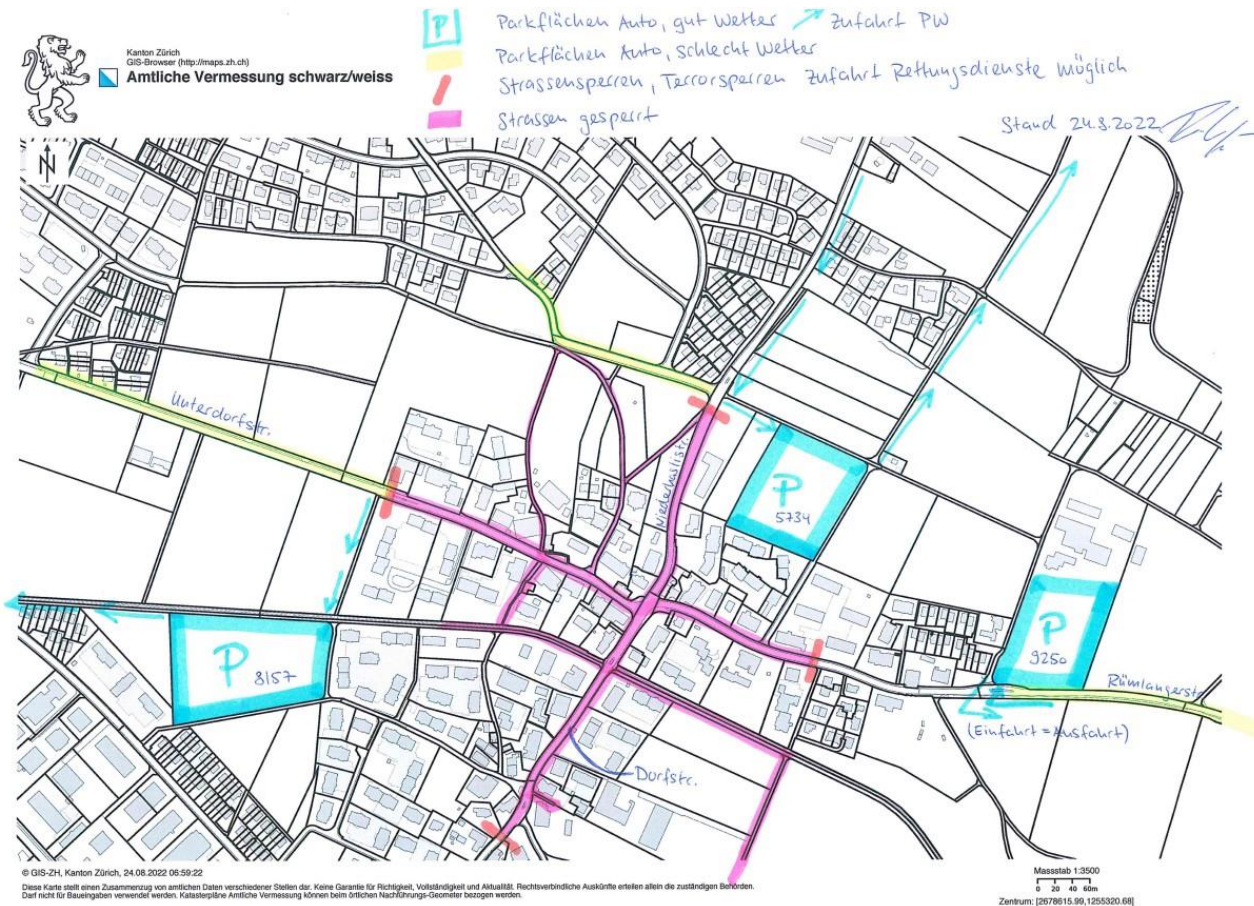 P Parkflächen Auto, gut Wetter Zufahrt PW
Parkflächen Auto, schlecht Wetter
Strassensperren, Terrorsperren Zufahrt Rettungsdienste möglich
Strassen gesperrt
Stand 24.8.2022
Kanton Zürich
GIS-Browser (http://maps.zh.ch)
Amtliche Vermessung schwarz/weiss
N
Unterdorfstr.
Niederhaslistr.
P
5734
P
9250
P
8157
Rümlangerstr
(Einfahrt = Ausfahrt)
Dorfstr.
© GIS-ZH, Kanton Zürich, 24.08.2022 06:59:22
Diese Karte stellt einen Zusammenzug von amtlichen Daten verschiedener Stellen dar. Keine Garantie für Richtigkeit, Vollständigkeit und Aktualität. Rechtsverbindliche Auskünfte erteilen allein die zuständigen Behörden.
Darf nicht für Baueingaben verwendet werden. Katasterpläne Amtliche Vermessung können beim örtlichen Nachführungs-Geometer bezogen werden.
Massstab 1:3500
0 20 40 60m
Zentrum: [2678615.99,1255320.68]